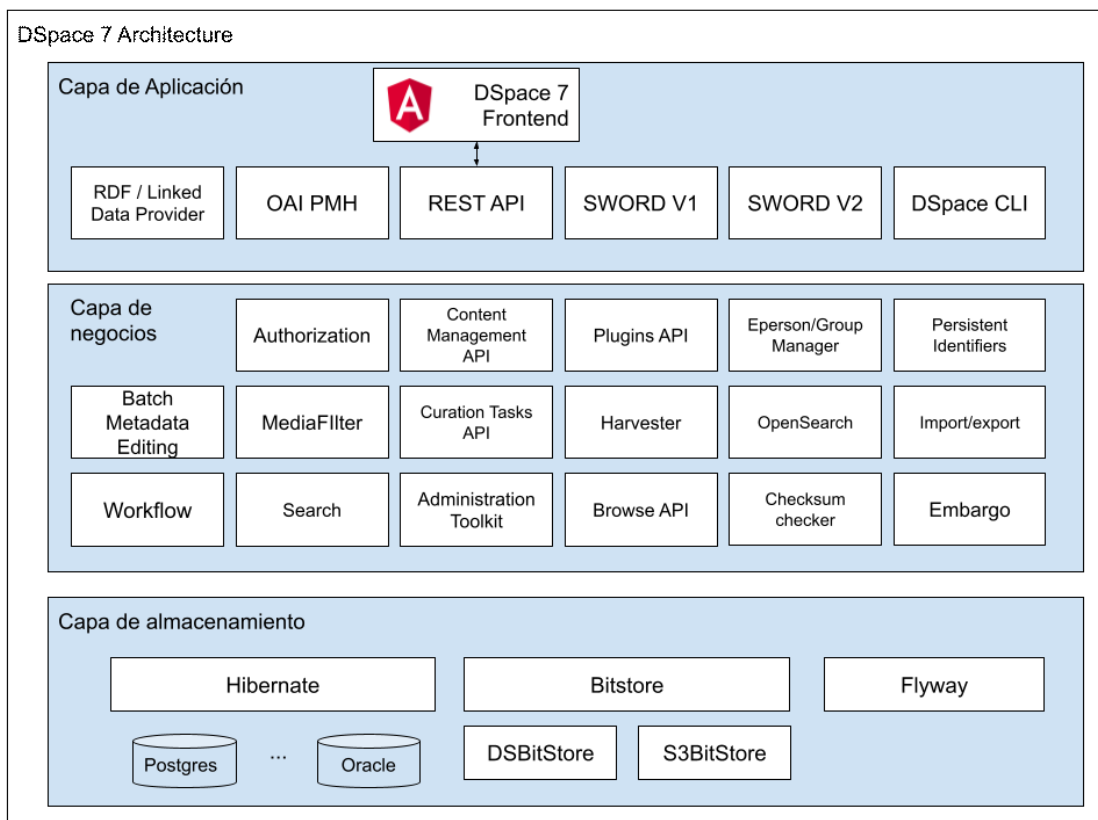 DSpace 7 Architecture
Capa de Aplicación
A
DSpace 7
Frontend
RDF / Linked
Data Provider
OAI PMH
REST API
SWORD V1
SWORD V2
DSpace CLI
Capa de
negocios
Authorization
Content
Management
API
Plugins API
Eperson/Group
Manager
Persistent
Identifiers
Batch
Metadata
Editing
MediaFIlter
Curation Tasks
API
Harvester
OpenSearch
Import/export
Workflow
Search
Administration
Toolkit
Browse API
Checksum
checker
Embargo
Capa de almacenamiento
Hibernate
Bitstore
Flyway
Postgres
...
Oracle
DSBitStore
S3BitStore